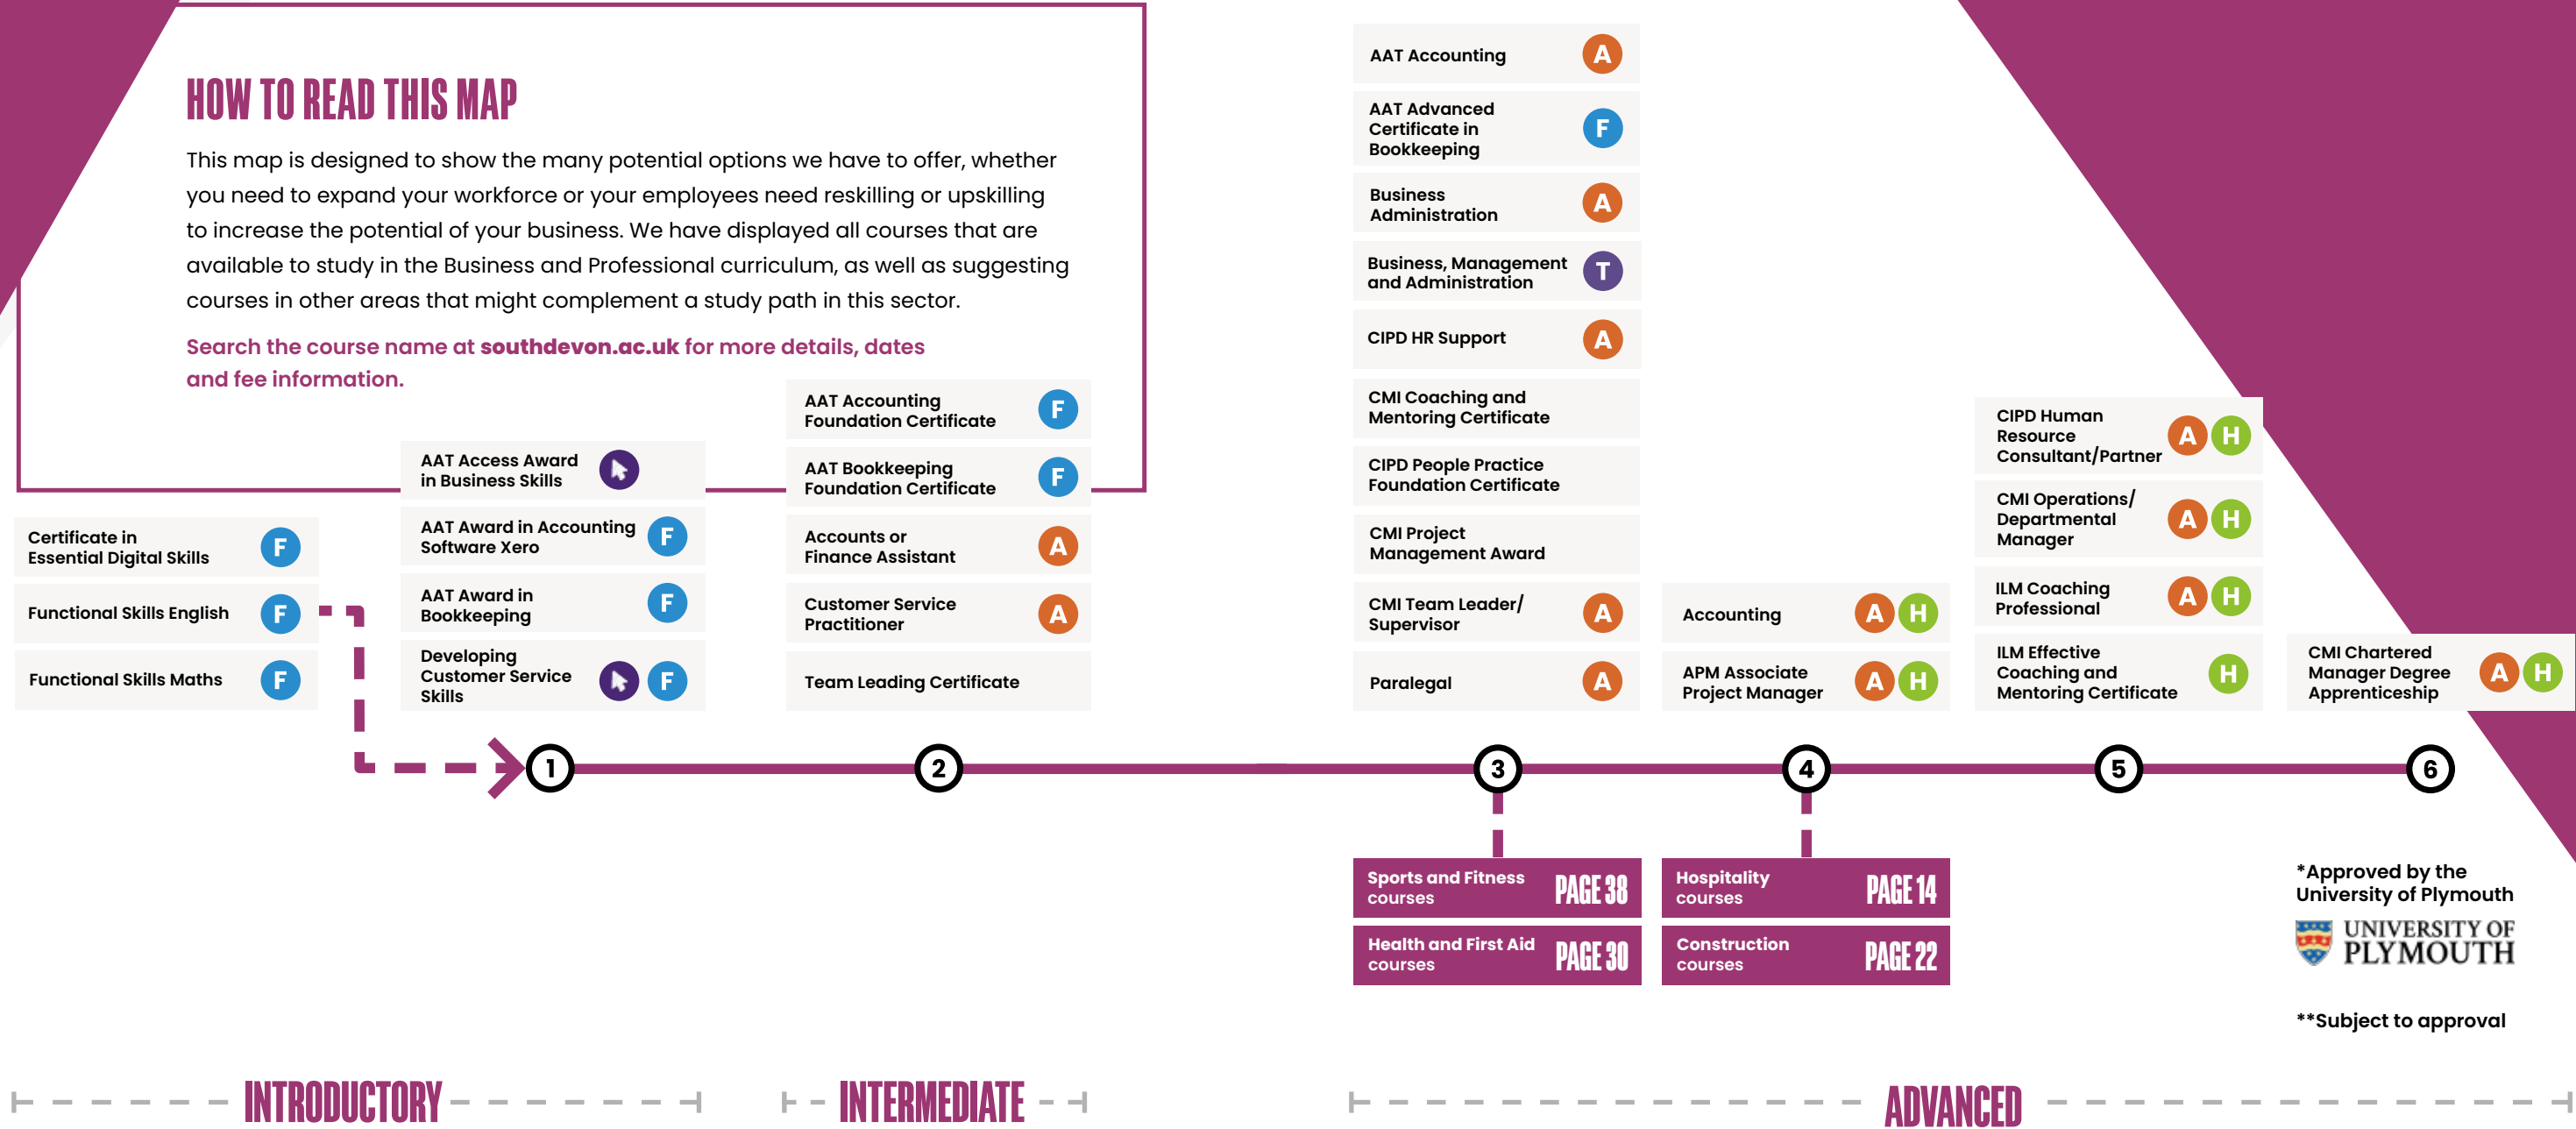 HOW TO READ THIS MAP
This map is designed to show the many potential options we have to offer, whether
you need to expand your workforce or your employees need reskilling or upskilling
to increase the potential of your business. We have displayed all courses that are
available to study in the Business and Professional curriculum, as well as suggesting
courses in other areas that might complement a study path in this sector.
Search the course name at southdevon.ac.uk for more details, dates
and fee information.
Certificate in
Essential Digital Skills
F
Functional Skills English
F
Functional Skills Maths
F
AAT Access Award
in Business Skills
AAT Award in Accounting
Software Xero
F
AAT Award in
Bookkeeping
F
Developing
Customer Service
Skills
F
AAT Accounting
Foundation Certificate
F
AAT Bookkeeping
Foundation Certificate
F
Accounts or
Finance Assistant
A
Customer Service
Practitioner
A
Team Leading Certificate
AAT Accounting
A
AAT Advanced
Certificate in
Bookkeeping
F
Business
Administration
A
Business, Management
and Administration
T
CIPD HR Support
A
CMI Coaching and
Mentoring Certificate
CIPD People Practice
Foundation Certificate
CMI Project
Management Award
CMI Team Leader/
Supervisor
A
Paralegal
A
Accounting
A H
APM Associate
Project Manager
A H
CIPD Human
Resource
Consultant/Partner
A H
CMI Operations/
Departmental
Manager
A H
ILM Coaching
Professional
A H
ILM Effective
Coaching and
Mentoring Certificate
H
CMI Chartered
Manager Degree
Apprenticeship
A H
1
2
3
4
5
6
Sports and Fitness
courses
PAGE 38
Health and First Aid
courses
PAGE 30
Hospitality
courses
PAGE 14
Construction
courses
PAGE 22
*Approved by the
University of Plymouth
UNIVERSITY OF
PLYMOUTH
**Subject to approval
INTRODUCTORY
INTERMEDIATE
ADVANCED